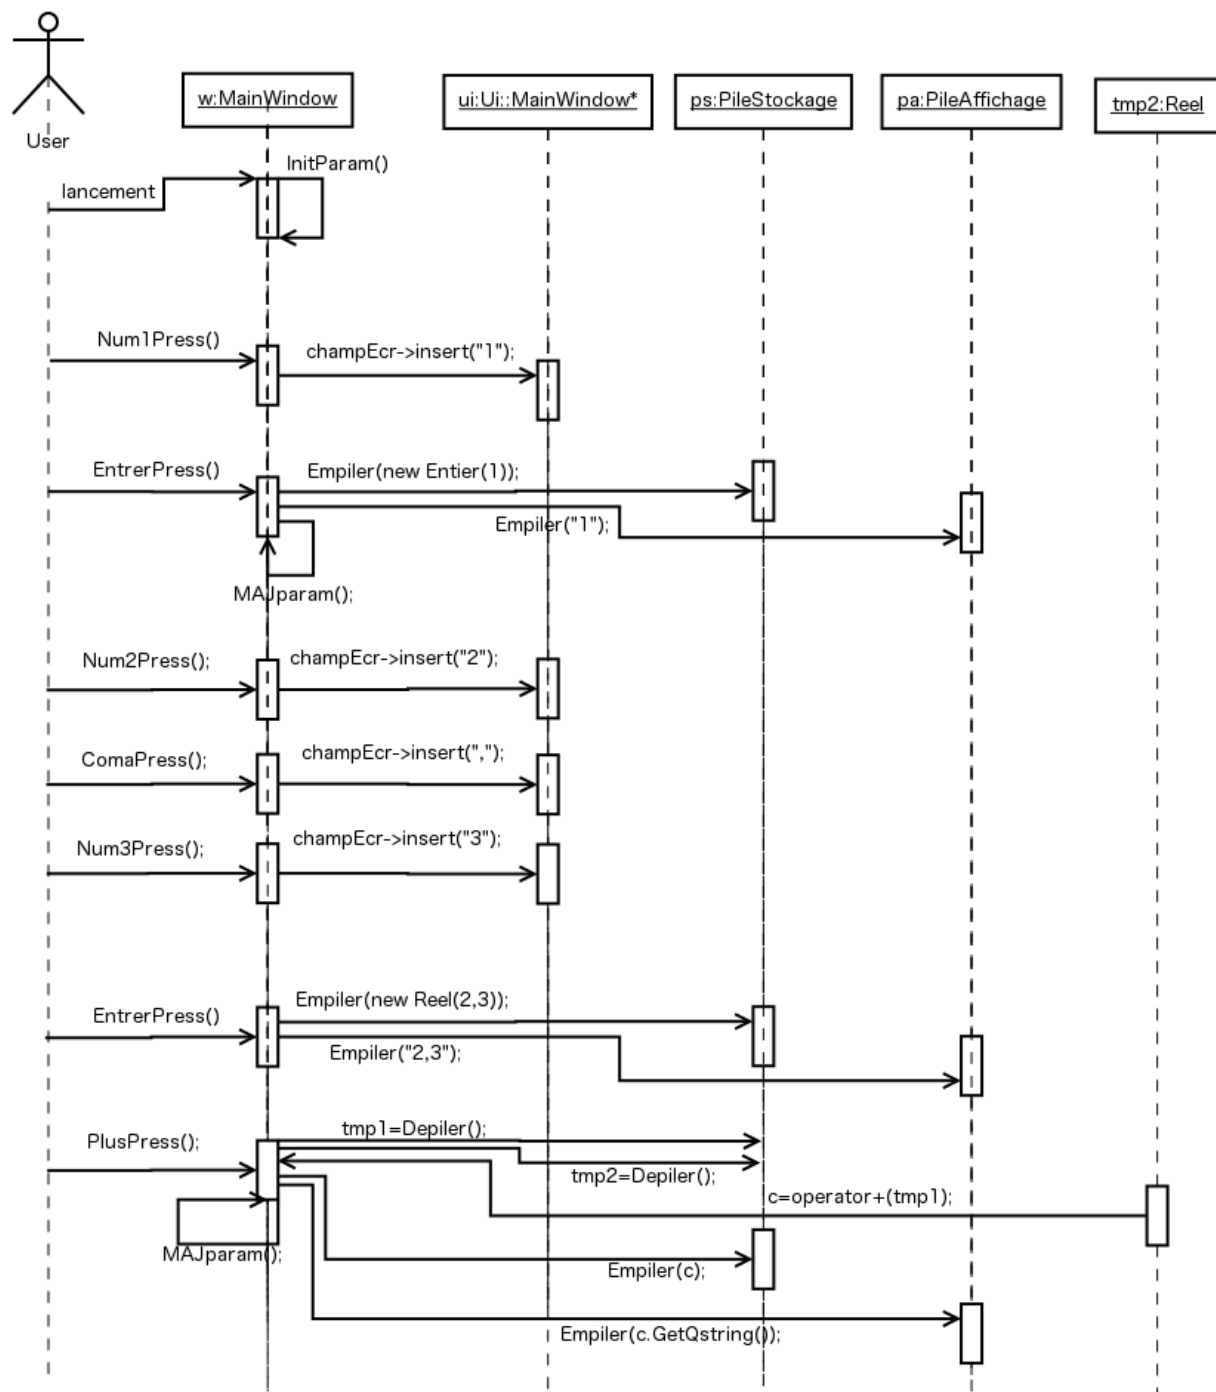 User
w:MainWindow
ui:Ui::MainWindow*
ps:PileStockage
pa:PileAffichage
tmp2:Reel
InitParam()
lancement
Num1Press()
champEcr->insert("1");
EntrerPress()
Empiler(new Entier(1));
Empiler("1");
MAJparam();
Num2Press();
champEcr->insert("2");
ComaPress();
champEcr->insert(",");
Num3Press();
champEcr->insert("3");
EntrerPress()
Empiler(new Reel(2,3));
Empiler("2,3");
PlusPress();
tmp1=Depiler();
tmp2=Depiler();
c=operator+(tmp1);
MAJparam();
Empiler(c);
Empiler(c.GetQstring());